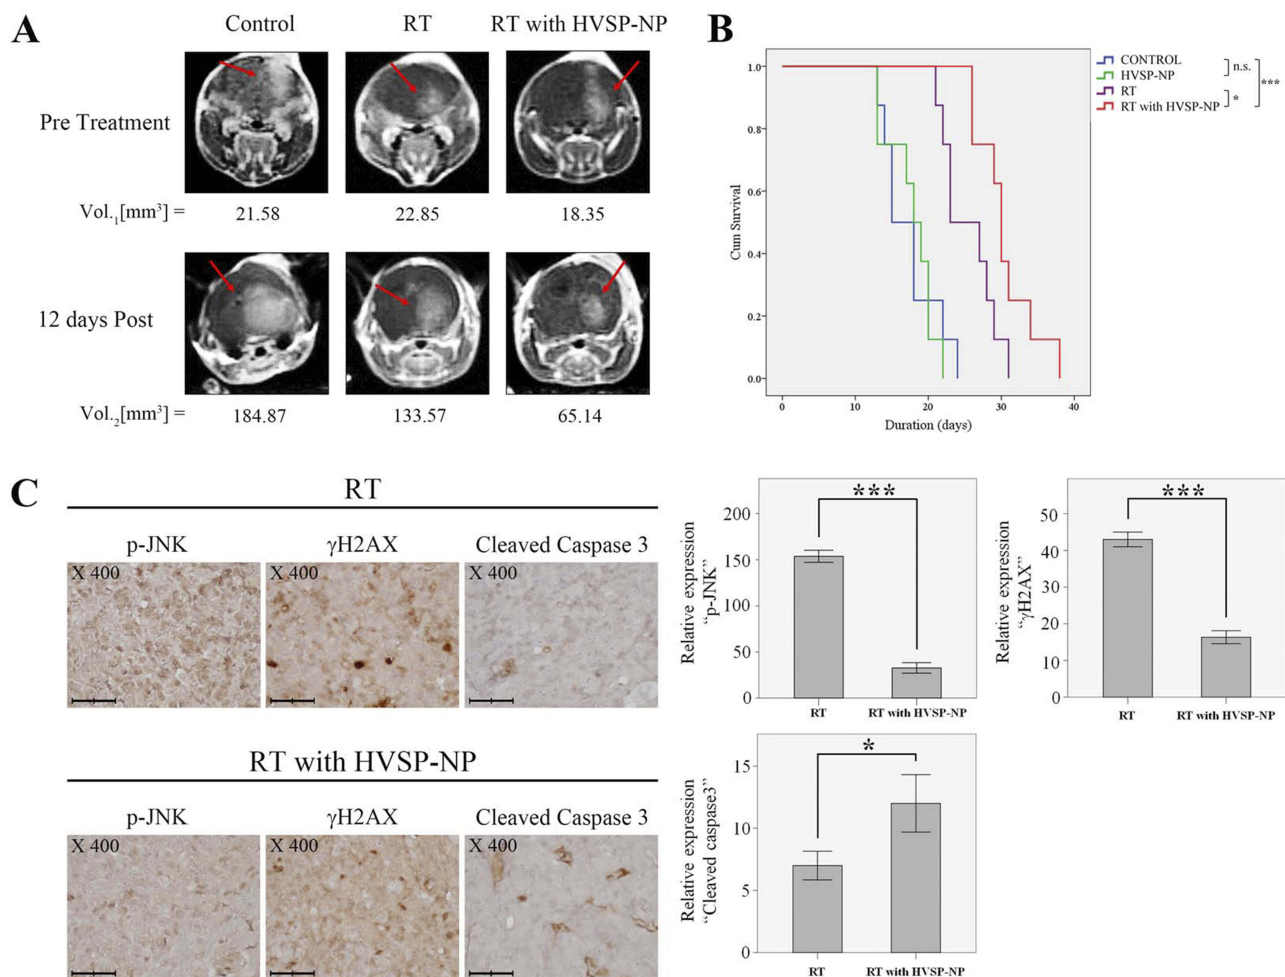 A
Control RT RT with HVSP-NP
Pre Treatment
Vol.₁[mm³] = 21.58 22.85 18.35
12 days Post
Vol.₂[mm³] = 184.87 133.57 65.14
B
CONTROL
HVSP-NP
RT
RT with HVSP-NP
n.s.
*
***
Cum Survival
1.0
0.8
0.6
0.4
0.2
0.0
0 10 20 30 40
Duration (days)
C
RT
p-JNK γH2AX Cleaved Caspase 3
X 400 X 400 X 400
RT with HVSP-NP
p-JNK γH2AX Cleaved Caspase 3
X 400 X 400 X 400
Relative expression
“p-JNK”
200
150
100
50
0
***
RT RT with HVSP-NP
Relative expression
“γH2AX”
50
40
30
20
10
0
***
RT RT with HVSP-NP
Relative expression
“Cleaved caspase3”
15
10
5
0
*
RT RT with HVSP-NP